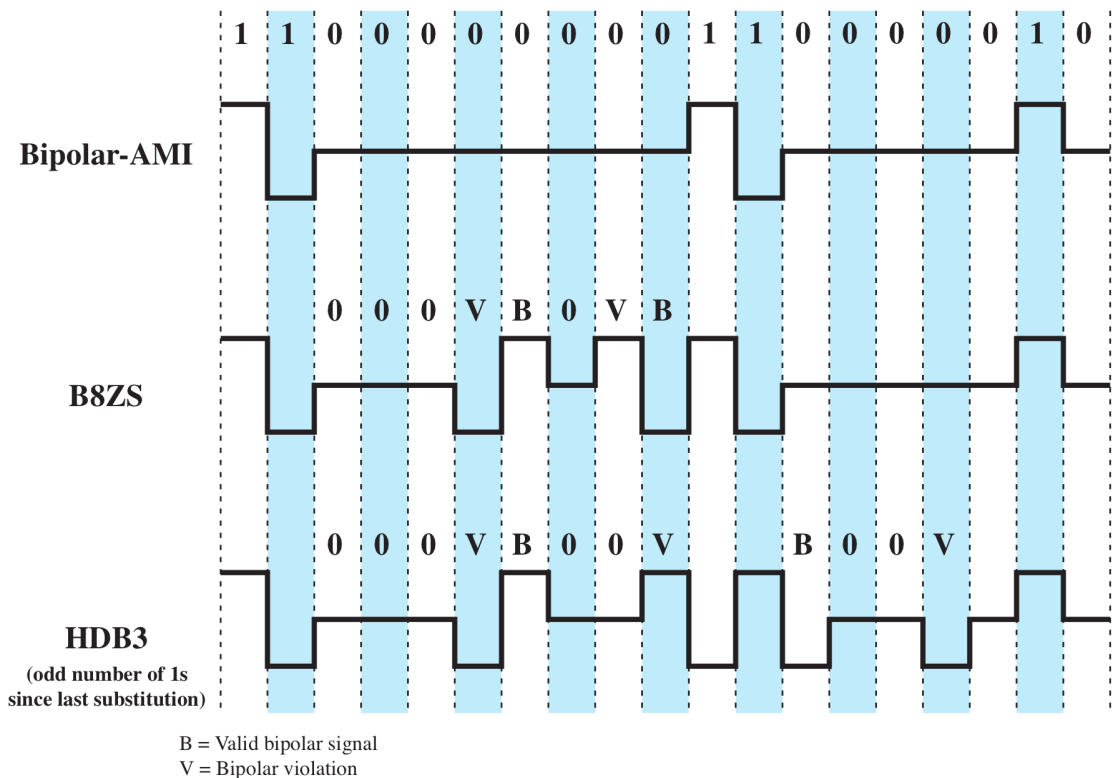 1 1 0 0 0 0 0 0 0 0 1 1 0 0 0 0 0 1 0
Bipolar-AMI
0 0 0 V B 0 V B
B8ZS
0 0 0 V B 0 0 V B 0 0 V
HDB3
(odd number of 1s
since last substitution)
B = Valid bipolar signal
V = Bipolar violation